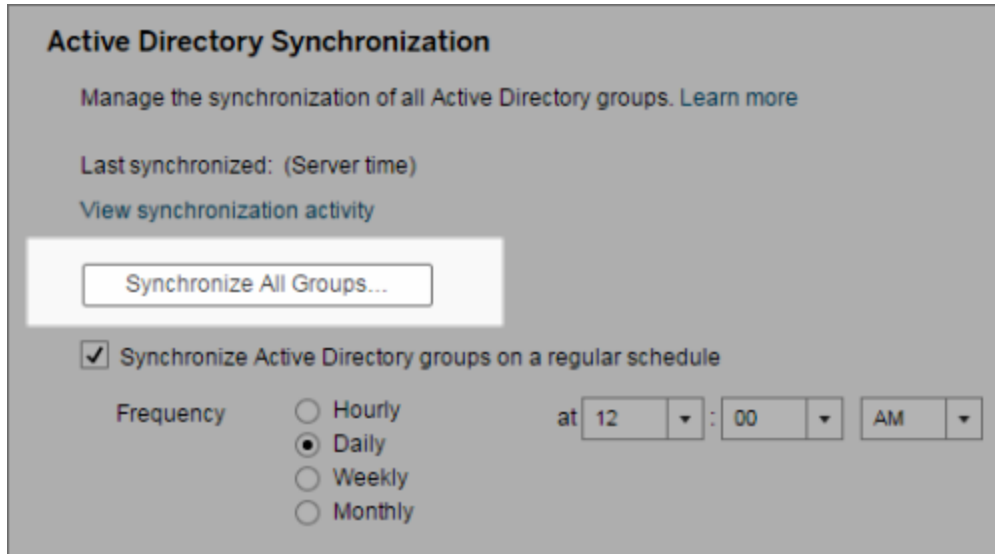 Active Directory Synchronization
Manage the synchronization of all Active Directory groups. Learn more
Last synchronized: (Server time)
View synchronization activity
Synchronize All Groups...
Synchronize Active Directory groups on a regular schedule
Frequency Hourly at 12 : 00 AM
Daily
Weekly
Monthly